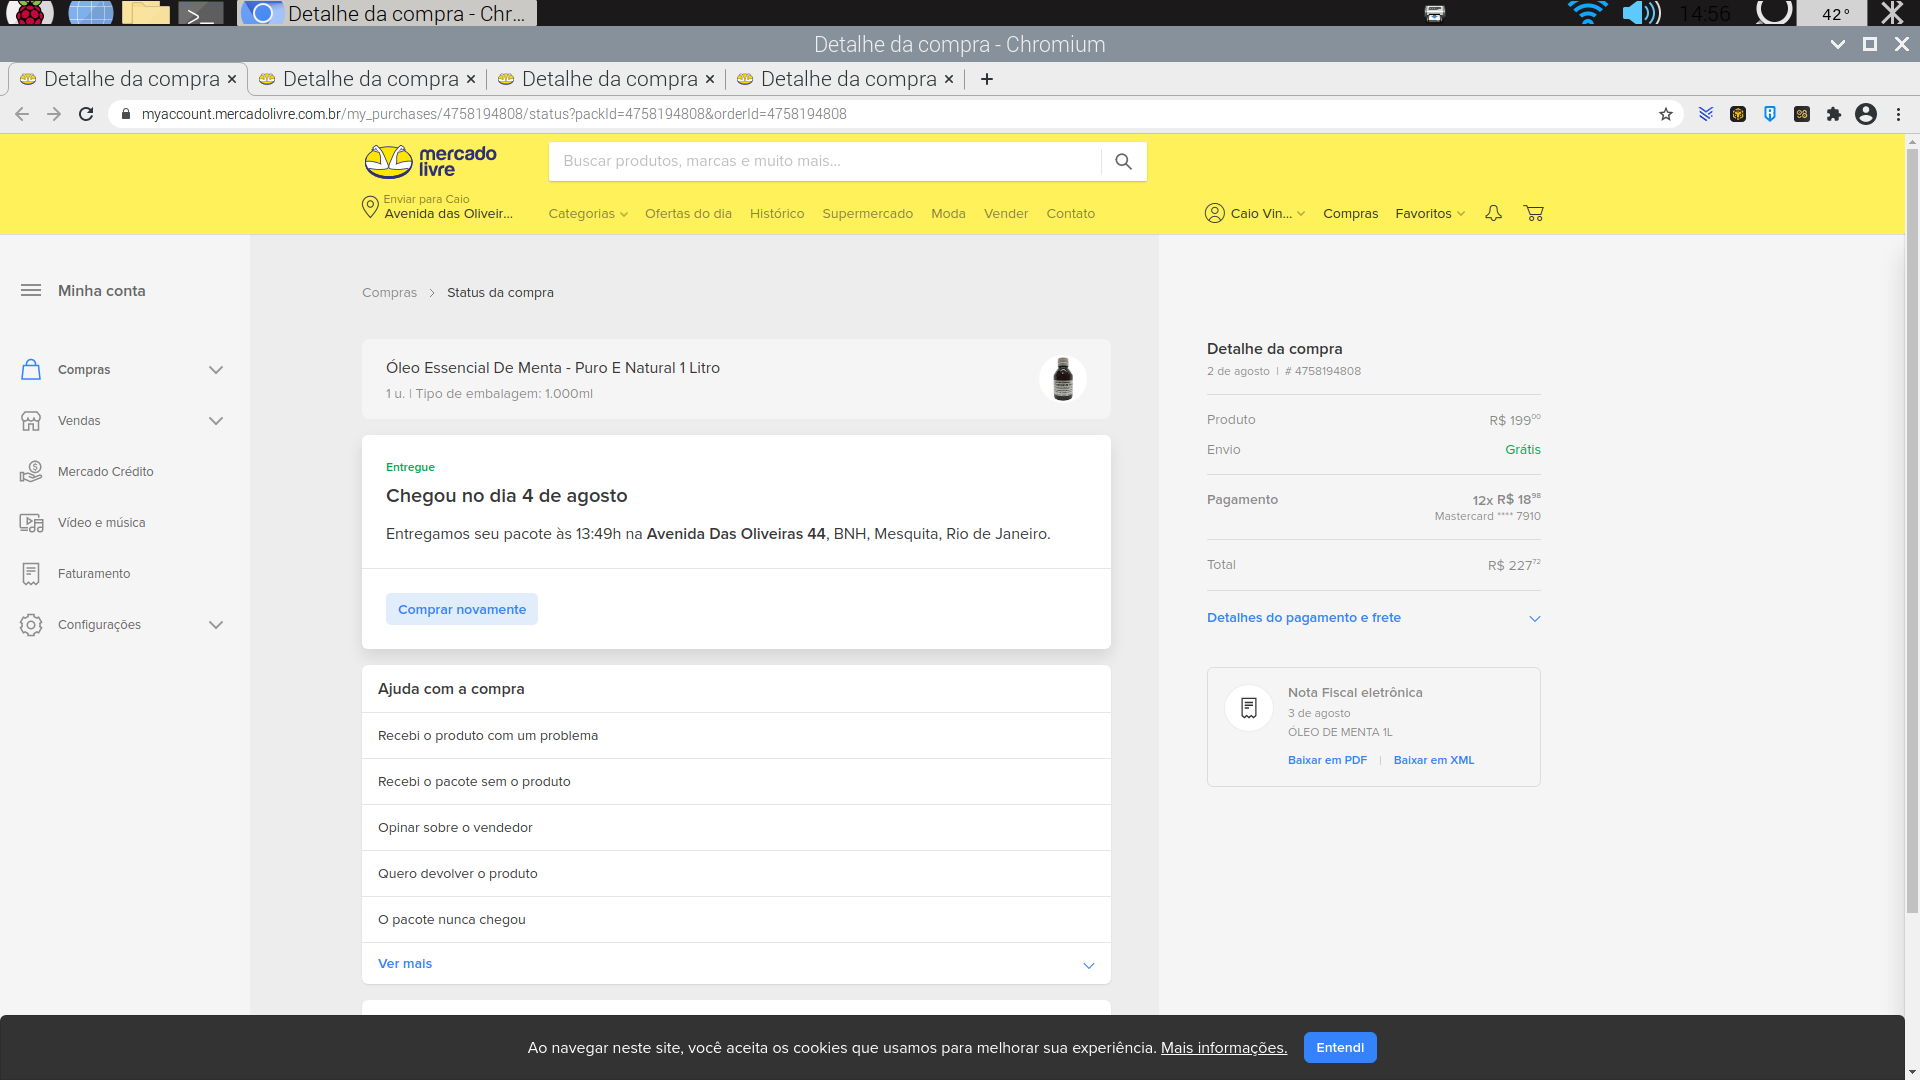 Detalhe da compra - Chr...
14:56
42°
Detalhe da compra - Chromium
Detalhe da compra
Detalhe da compra
Detalhe da compra
Detalhe da compra
myaccount.mercadolivre.com.br/my_purchases/4758194808/status?packId=4758194808&orderId=4758194808
mercado
livre
Buscar produtos, marcas e muito mais...
Enviar para Caio
Avenida das Oliveir...
Categorias
Ofertas do dia
Histórico
Supermercado
Moda
Vender
Contato
Caio Vin...
Compras
Favoritos
Minha conta
Compras
Vendas
Mercado Crédito
Vídeo e música
Faturamento
Configurações
Compras
Status da compra
Óleo Essencial De Menta - Puro E Natural 1 Litro
1 u. | Tipo de embalagem: 1.000ml
Entregue
Chegou no dia 4 de agosto
Entregamos seu pacote às 13:49h na Avenida Das Oliveiras 44, BNH, Mesquita, Rio de Janeiro.
Comprar novamente
Ajuda com a compra
Recebi o produto com um problema
Recebi o pacote sem o produto
Opinar sobre o vendedor
Quero devolver o produto
O pacote nunca chegou
Ver mais
Detalhe da compra
2 de agosto | # 4758194808
Produto R$ 199⁰⁰
Envio Grátis
Pagamento 12x R$ 18⁹⁸
Mastercard **** 7910
Total R$ 227⁷²
Detalhes do pagamento e frete
Nota Fiscal eletrônica
3 de agosto
ÓLEO DE MENTA 1L
Baixar em PDF | Baixar em XML
Ao navegar neste site, você aceita os cookies que usamos para melhorar sua experiência. Mais informações.
Entendi